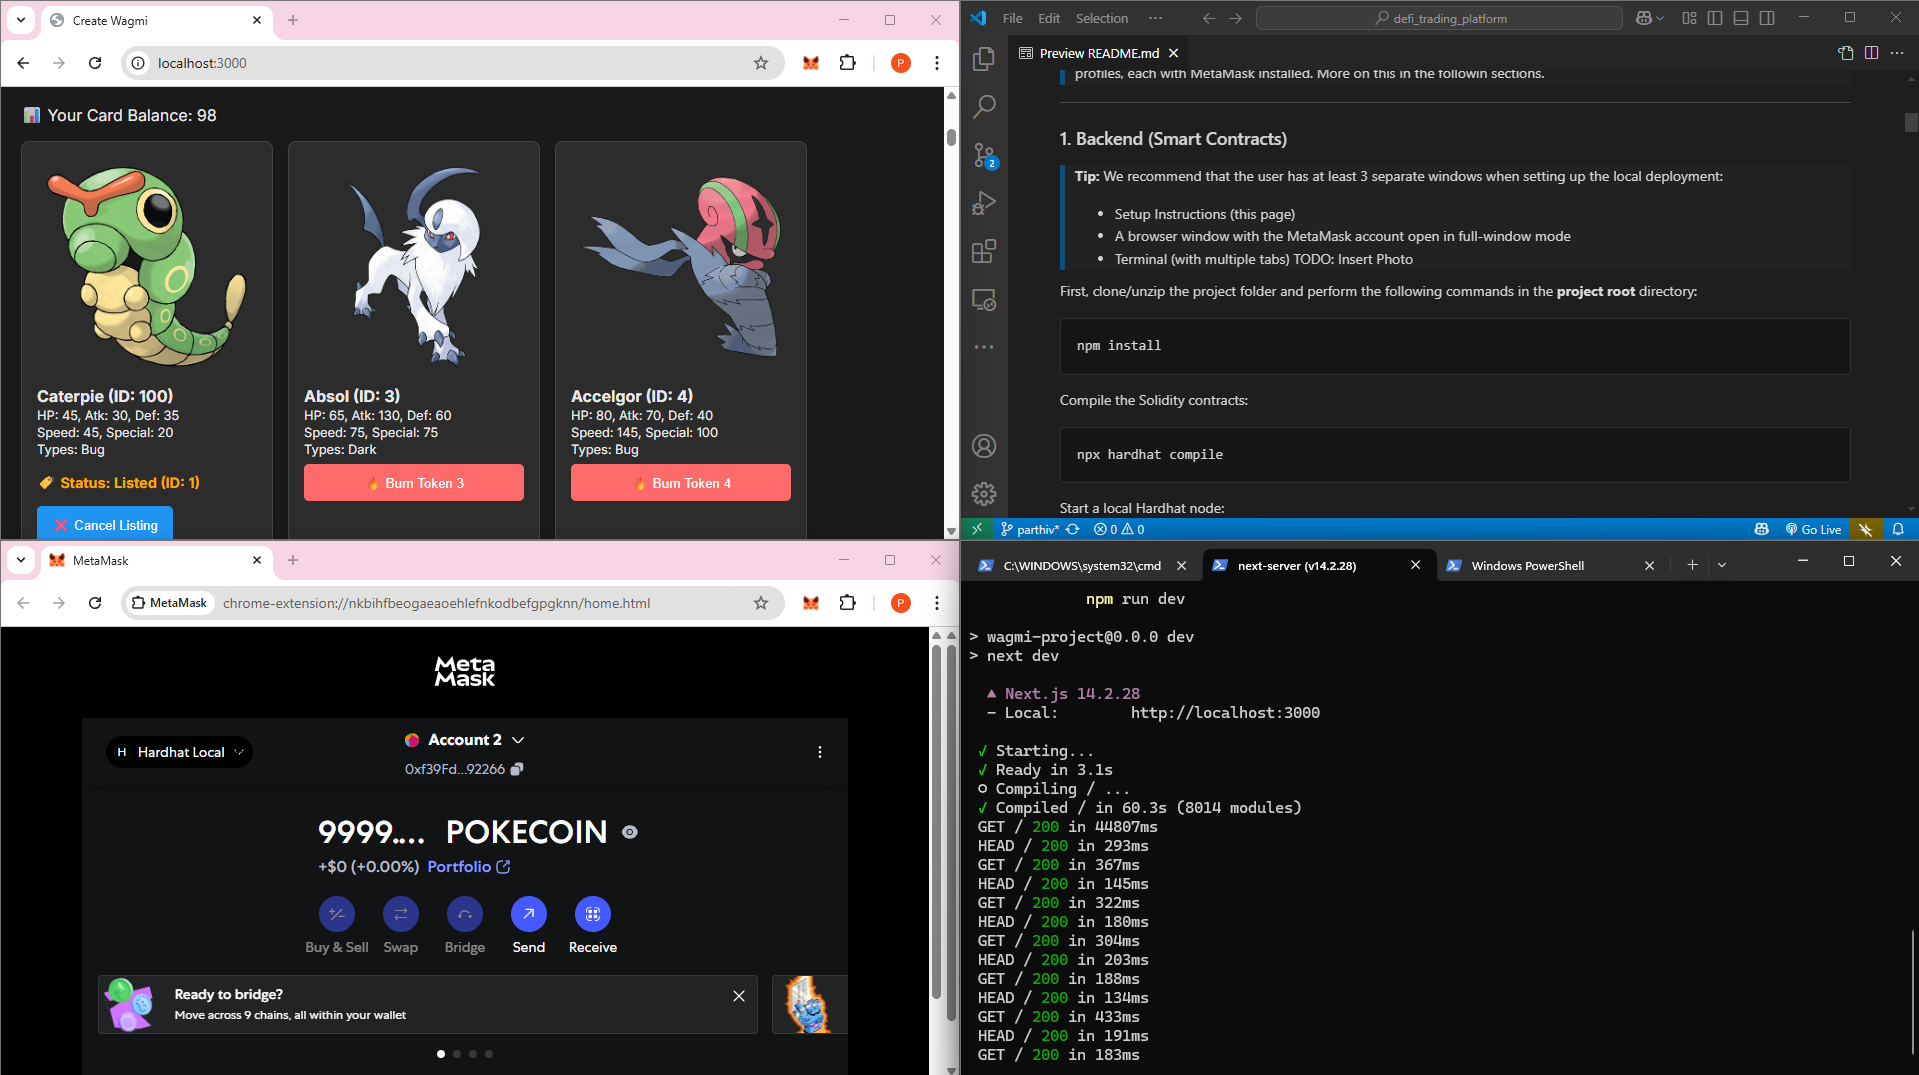 Create Wagmi
localhost:3000
P
Your Card Balance: 98
Caterpie (ID: 100)
HP: 45, Atk: 30, Def: 35
Speed: 45, Special: 20
Types: Bug
Status: Listed (ID: 1)
Cancel Listing
Absol (ID: 3)
HP: 65, Atk: 130, Def: 60
Speed: 75, Special: 75
Types: Dark
Burn Token 3
Accelgor (ID: 4)
HP: 80, Atk: 70, Def: 40
Speed: 145, Special: 100
Types: Bug
Burn Token 4
File Edit Selection ···
defi_trading_platform
Preview README.md
profiles, each with MetaMask installed. More on this in the followin sections.
1. Backend (Smart Contracts)
Tip: We recommend that the user has at least 3 separate windows when setting up the local deployment:
• Setup Instructions (this page)
• A browser window with the MetaMask account open in full-window mode
• Terminal (with multiple tabs) TODO: Insert Photo
First, clone/unzip the project folder and perform the following commands in the project root directory:
npm install
Compile the Solidity contracts:
npx hardhat compile
Start a local Hardhat node:
2
parthiv* 0 0
Go Live
MetaMask
MetaMask chrome-extension://nkbihfbeogaeaoehlefnkodbefgpgknn/home.html
P
Meta
Mask
H Hardhat Local
Account 2
0xf39Fd...92266
9999.... POKECOIN
+$0 (+0.00%) Portfolio
Buy & Sell Swap Bridge Send Receive
Ready to bridge?
Move across 9 chains, all within your wallet
C:\WINDOWS\system32\cmd
next-server (v14.2.28)
Windows PowerShell
npm run dev
> wagmi-project@0.0.0 dev
> next dev
▲ Next.js 14.2.28
- Local: http://localhost:3000
✓ Starting...
✓ Ready in 3.1s
○ Compiling / ...
✓ Compiled / in 60.3s (8014 modules)
GET / 200 in 44807ms
HEAD / 200 in 293ms
GET / 200 in 367ms
HEAD / 200 in 145ms
GET / 200 in 322ms
HEAD / 200 in 180ms
GET / 200 in 304ms
HEAD / 200 in 203ms
GET / 200 in 188ms
HEAD / 200 in 134ms
GET / 200 in 433ms
HEAD / 200 in 191ms
GET / 200 in 183ms